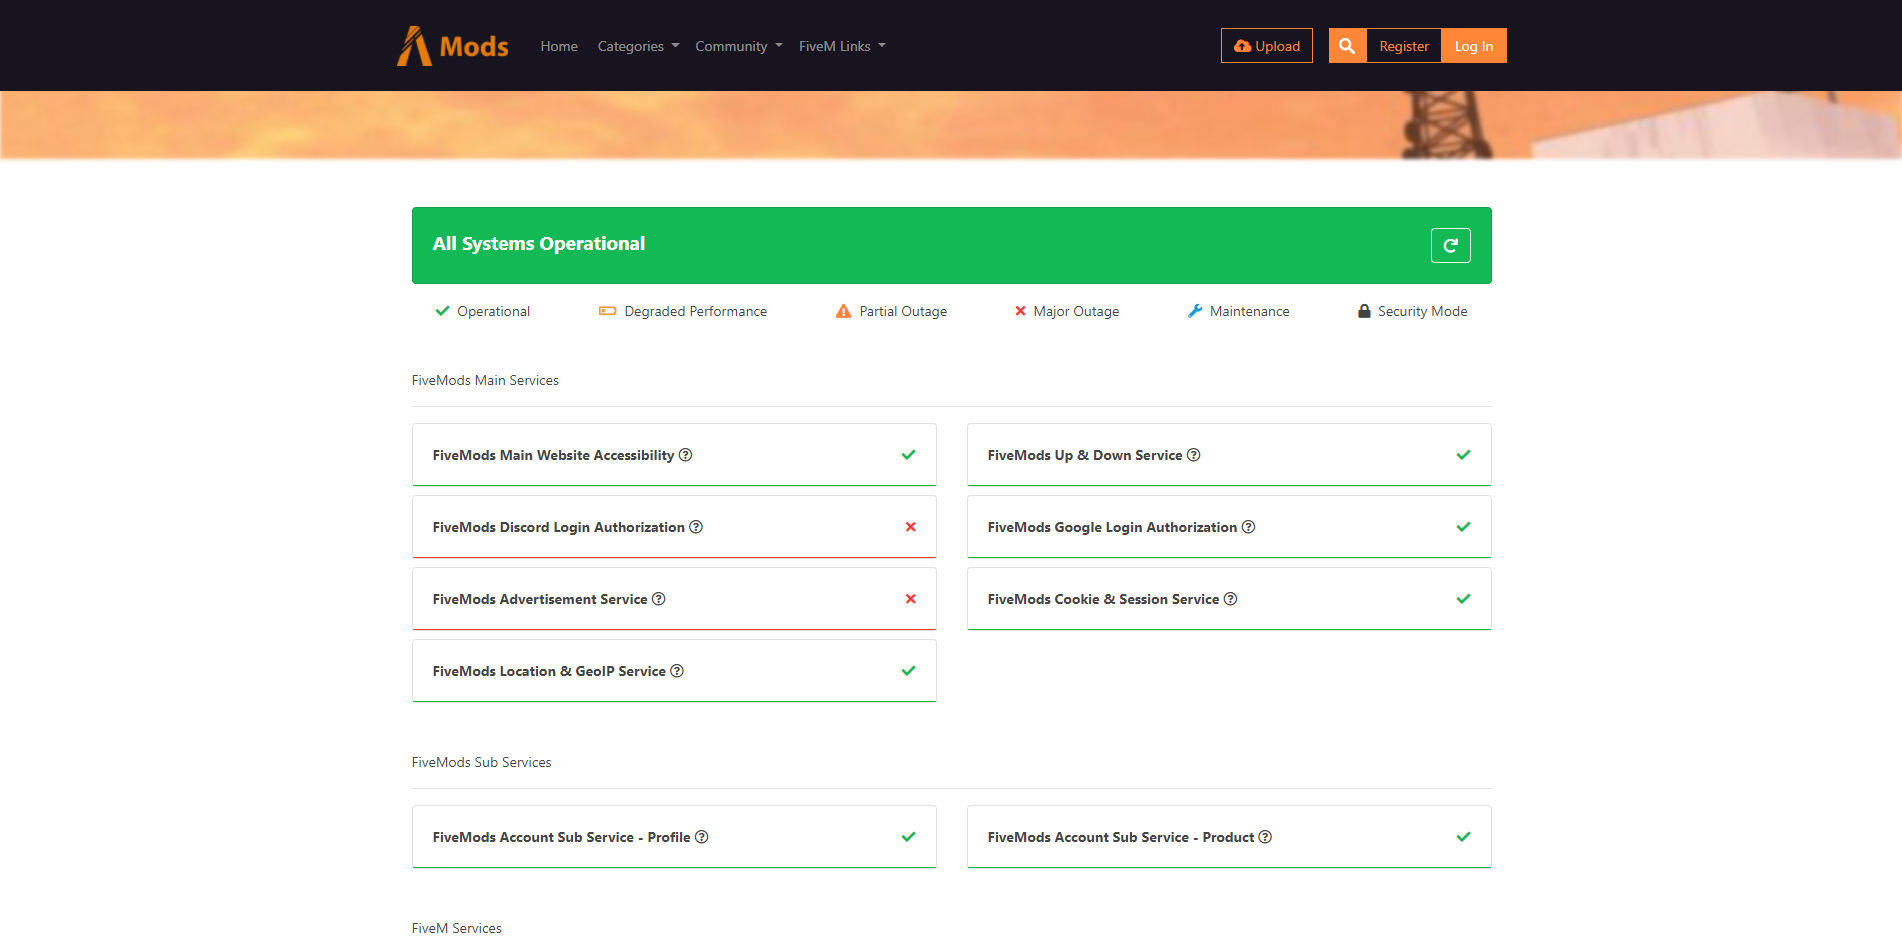 Mods
Home
Categories
Community
FiveM Links
Upload
Register
Log In
All Systems Operational
Operational
Degraded Performance
Partial Outage
Major Outage
Maintenance
Security Mode
FiveMods Main Services
FiveMods Main Website Accessibility
FiveMods Up & Down Service
FiveMods Discord Login Authorization
FiveMods Google Login Authorization
FiveMods Advertisement Service
FiveMods Cookie & Session Service
FiveMods Location & GeoIP Service
FiveMods Sub Services
FiveMods Account Sub Service - Profile
FiveMods Account Sub Service - Product
FiveM Services